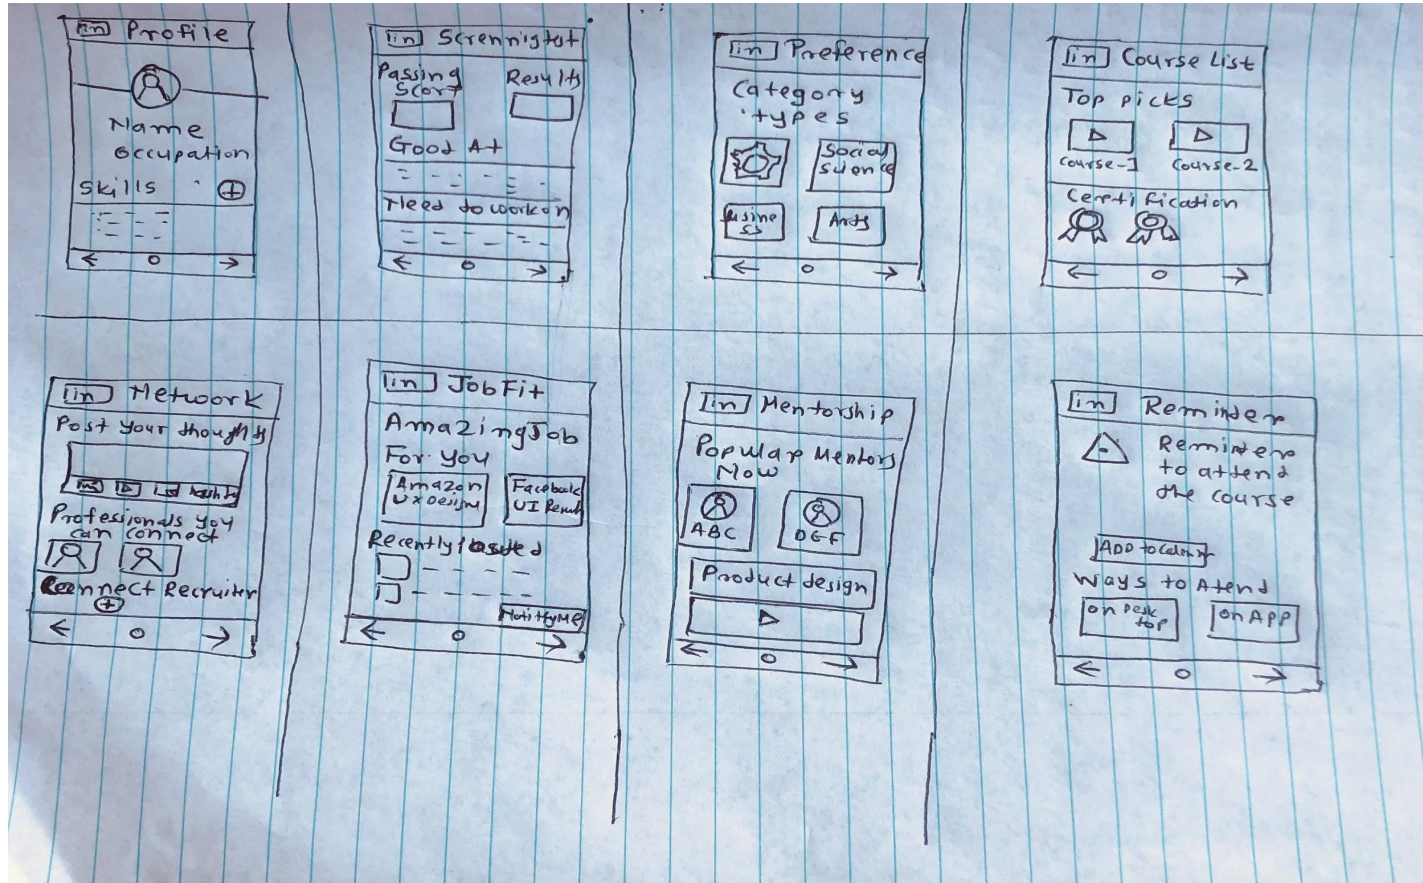 in Profile
Name
occupation
Skills
in Screnningtest
Passing
Score
Results
Good At
Need to work on
in Preference
Category
types
Social
Science
usine
ss
Arts
in Course List
Top picks
course-1
Course-2
Certification
in Network
Post your thoughts
Professionals you
can connect
Connect Recruiter
in JobFit
Amazing Job
For you
Amazon
UX Design
Facebook
UI
Recently Posted
Notify Me
in Mentorship
Popular Mentors
Now
ABC
DEF
Product design
in Reminder
Reminder
to attend
the course
ADD to Calendar
ways to Atend
on Desk
top
on APP